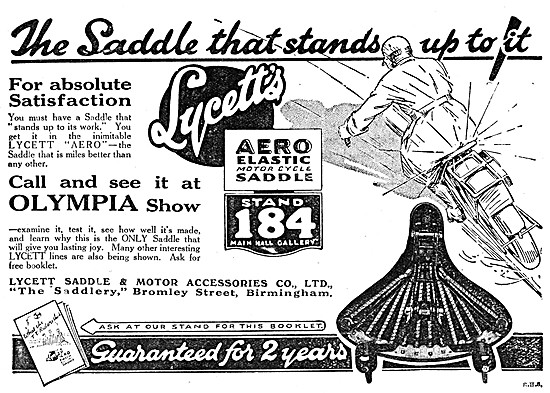 The Saddle that stands up to it!
For absolute
Satisfaction
You must have a Saddle that
"stands up to its work." You
get it in the inimitable
LYCETT "AERO"—the
Saddle that is miles better than
any other.
Call and see it at
OLYMPIA Show
—examine it, test it, see how well it's made,
and learn why this is the ONLY Saddle that
will give you lasting joy. Many other interesting
LYCETT lines are also being shown. Ask for
free booklet.
LYCETT SADDLE & MOTOR ACCESSORIES CO., LTD.,
"The Saddlery," Bromley Street, Birmingham.
Lycett's
AERO
ELASTIC
MOTOR CYCLE
SADDLE
STAND
184
MAIN HALL GALLERY
ASK AT OUR STAND FOR THIS BOOKLET.
Guaranteed for 2 years